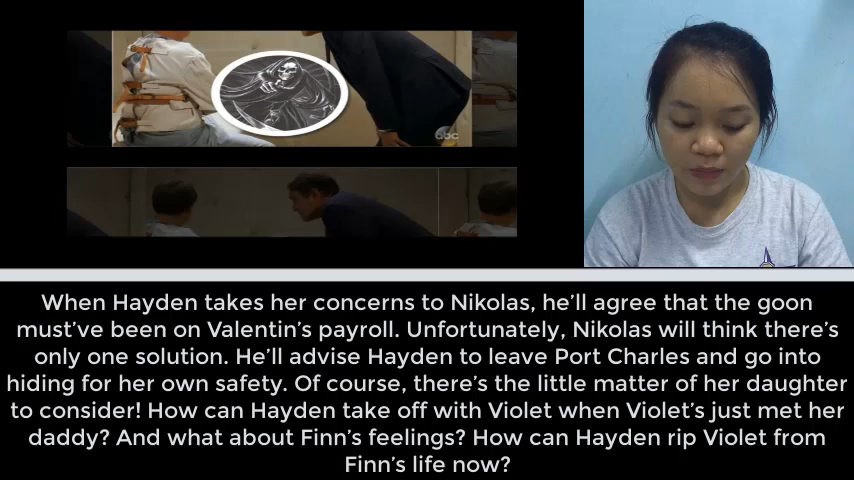 abc
When Hayden takes her concerns to Nikolas, he'll agree that the goon
must've been on Valentin's payroll. Unfortunately, Nikolas will think there's
only one solution. He'll advise Hayden to leave Port Charles and go into
hiding for her own safety. Of course, there's the little matter of her daughter
to consider! How can Hayden take off with Violet when Violet's just met her
daddy? And what about Finn's feelings? How can Hayden rip Violet from
Finn's life now?